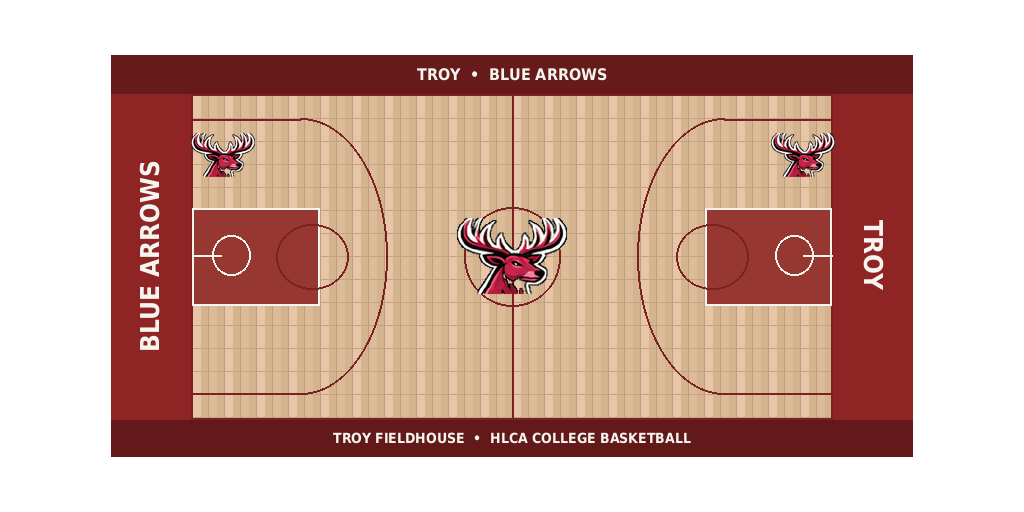 TROY • BLUE ARROWS
BLUE ARROWS
TROY
TROY FIELDHOUSE • HLCA COLLEGE BASKETBALL